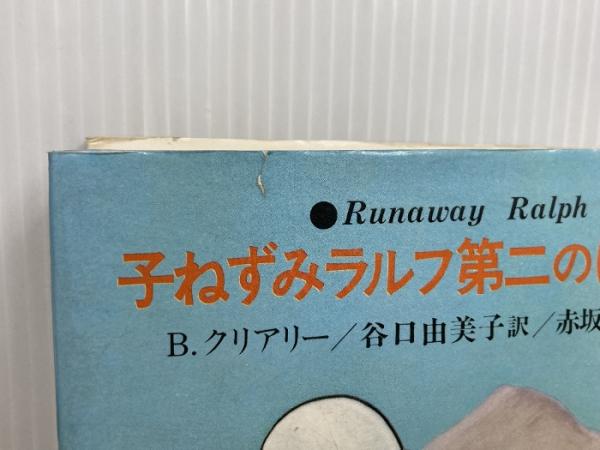 ●Runaway Ralph
子ねずみラルフ第二の
B.クリアリー/谷口由美子訳/赤坂